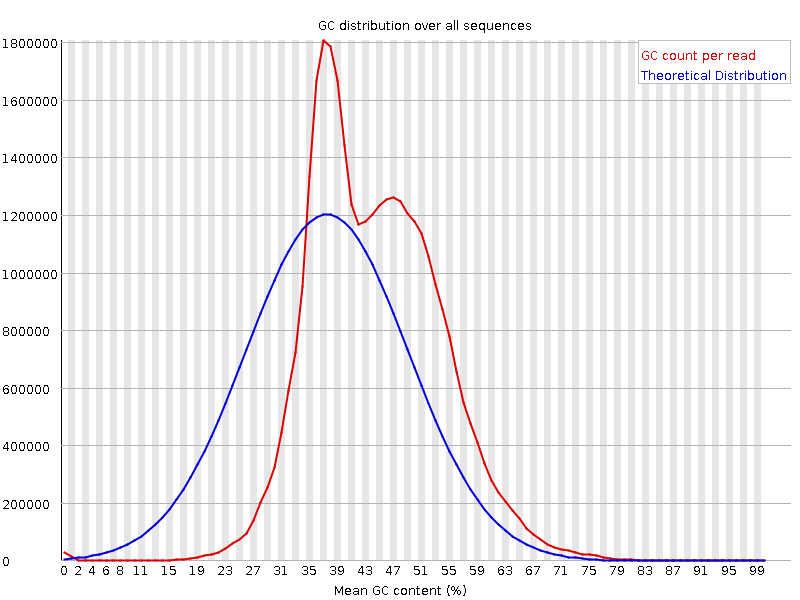 GC distribution over all sequences
GC count per read
Theoretical Distribution
1800000
1600000
1400000
1200000
1000000
800000
600000
400000
200000
0
0 2 4 6 8 11 15 19 23 27 31 35 39 43 47 51 55 59 63 67 71 75 79 83 87 91 95 99
Mean GC content (%)